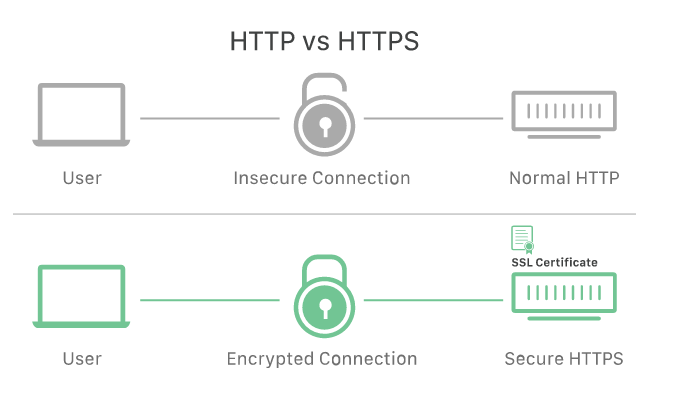 HTTP vs HTTPS
User
Insecure Connection
Normal HTTP
SSL Certificate
User
Encrypted Connection
Secure HTTPS